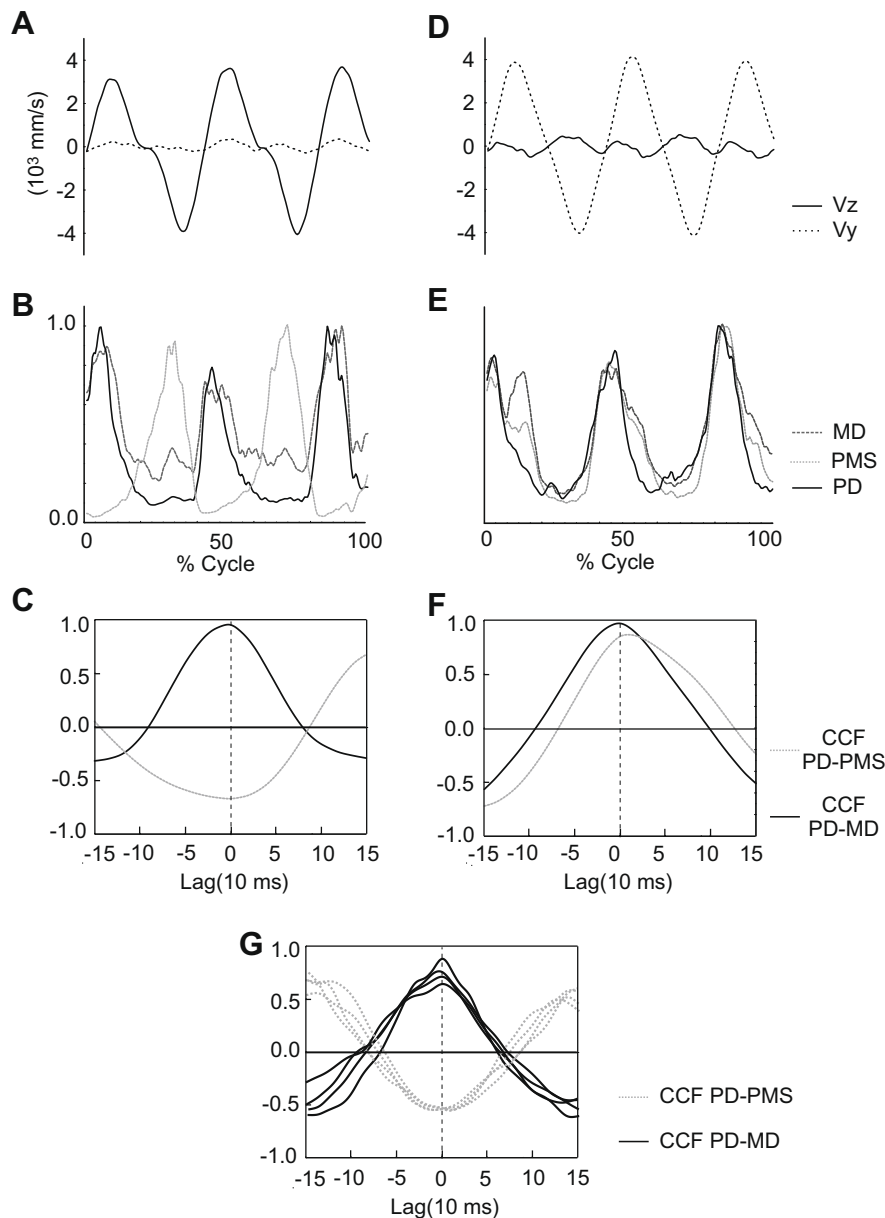 A
4
2
0
-2
-4
(10³ mm/s)
D
4
2
0
-2
-4
Vz
Vy
B
1.0
0.0
0
50
100
% Cycle
E
0
50
100
% Cycle
MD
PMS
PD
C
1.0
0.5
0.0
-0.5
-1.0
-15 -10 -5 0 5 10 15
Lag(10 ms)
F
1.0
0.5
0.0
-0.5
-1.0
-15 -10 -5 0 5 10 15
Lag(10 ms)
CCF
PD-PMS
CCF
PD-MD
G
1.0
0.5
0.0
-0.5
-1.0
-15 -10 -5 0 5 10 15
Lag(10 ms)
CCF PD-PMS
CCF PD-MD